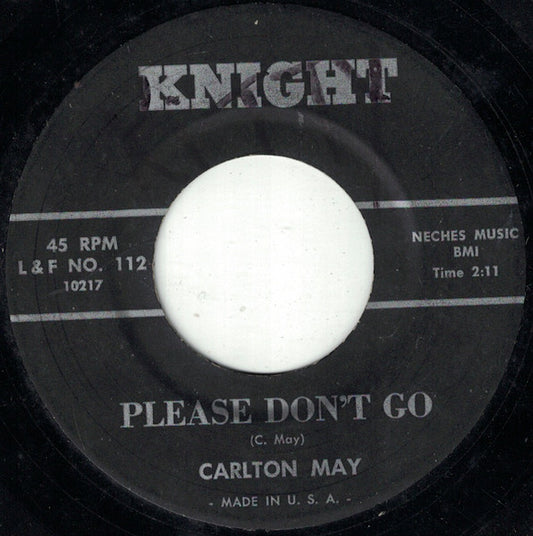 KNIGHT
45 RPM
L & F NO. 112
10217
NECHES MUSIC
BMI
Time 2:11
PLEASE DON'T GO
(C. May)
CARLTON MAY
- MADE IN U. S. A. -